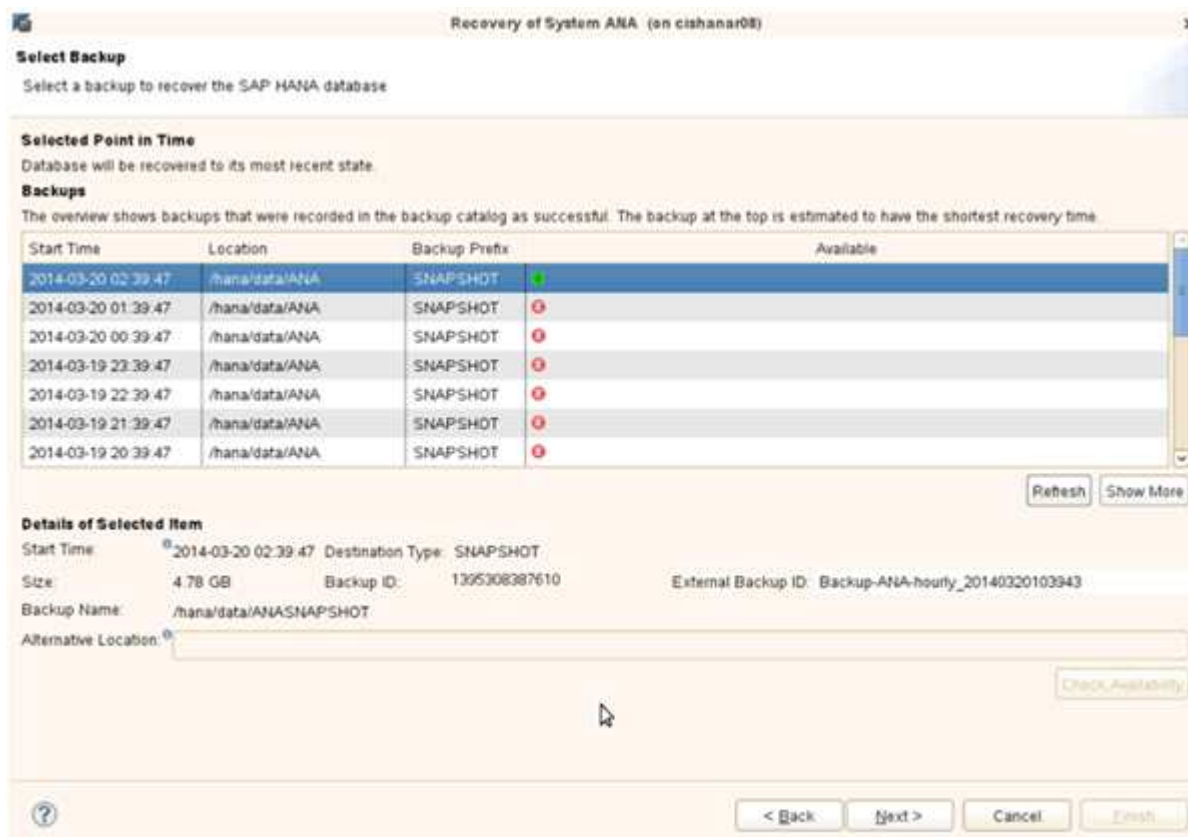 Recovery of System ANA (on cishanar08)
Select Backup
Select a backup to recover the SAP HANA database
Selected Point in Time
Database will be recovered to its most recent state.
Backups
The overview shows backups that were recorded in the backup catalog as successful. The backup at the top is estimated to have the shortest recovery time.
Start Time Location Backup Prefix Available
2014-03-20 02:39:47 /hana/data/ANA SNAPSHOT
2014-03-20 01:39:47 /hana/data/ANA SNAPSHOT
2014-03-20 00:39:47 /hana/data/ANA SNAPSHOT
2014-03-19 23:39:47 /hana/data/ANA SNAPSHOT
2014-03-19 22:39:47 /hana/data/ANA SNAPSHOT
2014-03-19 21:39:47 /hana/data/ANA SNAPSHOT
2014-03-19 20:39:47 /hana/data/ANA SNAPSHOT
Refresh Show More
Details of Selected Item
Start Time: 2014-03-20 02:39:47 Destination Type: SNAPSHOT
Size: 4.78 GB Backup ID: 1395308387610 External Backup ID: Backup-ANA-hourly_20140320103943
Backup Name: /hana/data/ANASNAPSHOT
Alternative Location:
Check Availability
? < Back Next > Cancel Finish